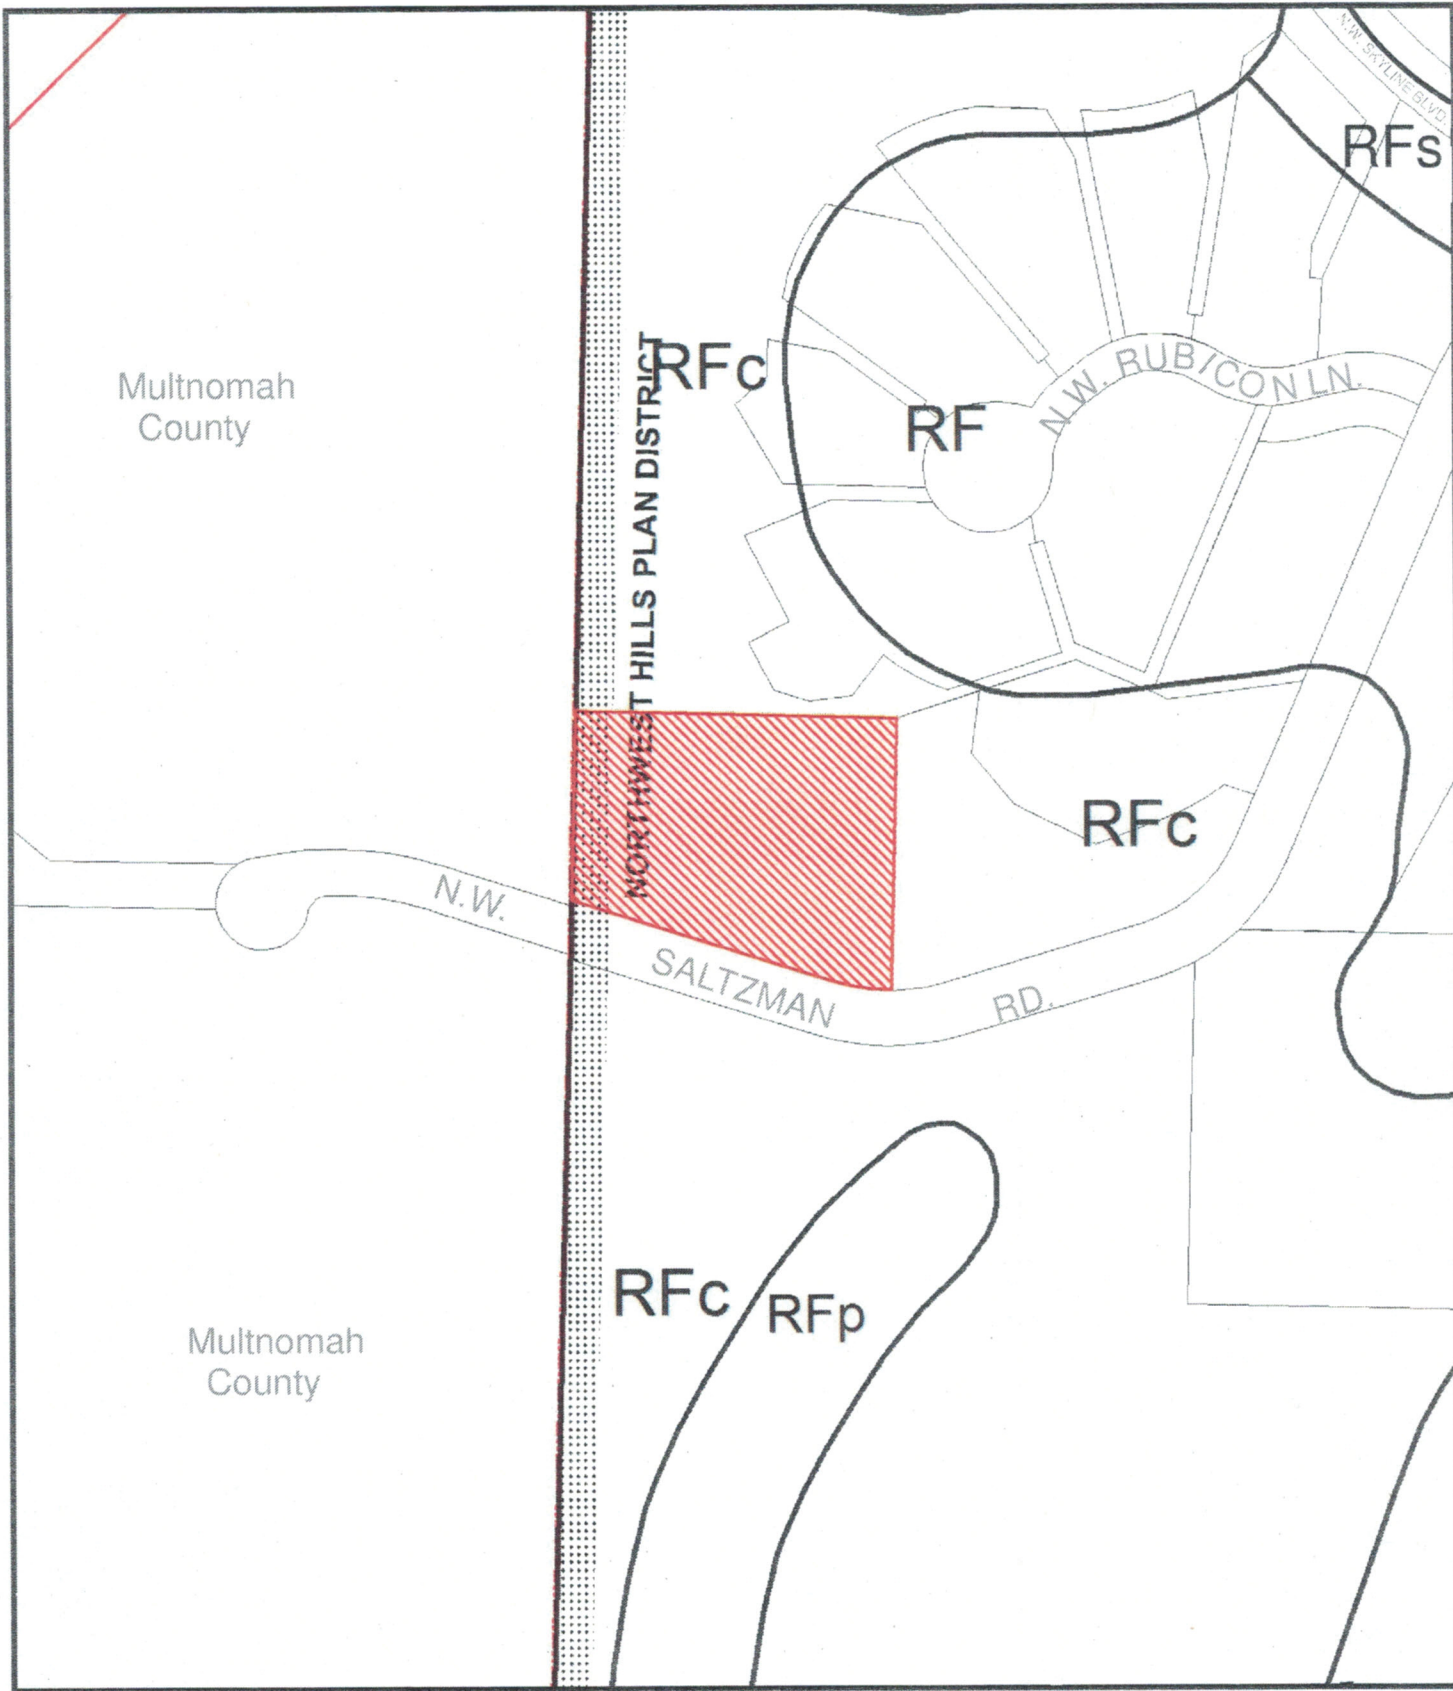 N.W. SKYLINE BLVD.
RFs
Multnomah
County
NORTHWEST HILLS PLAN DISTRICT
RFc
RF
N.W. RUBICON LN.
RFc
N.W.
SALTZMAN
RD.
RFc
RFp
Multnomah
County